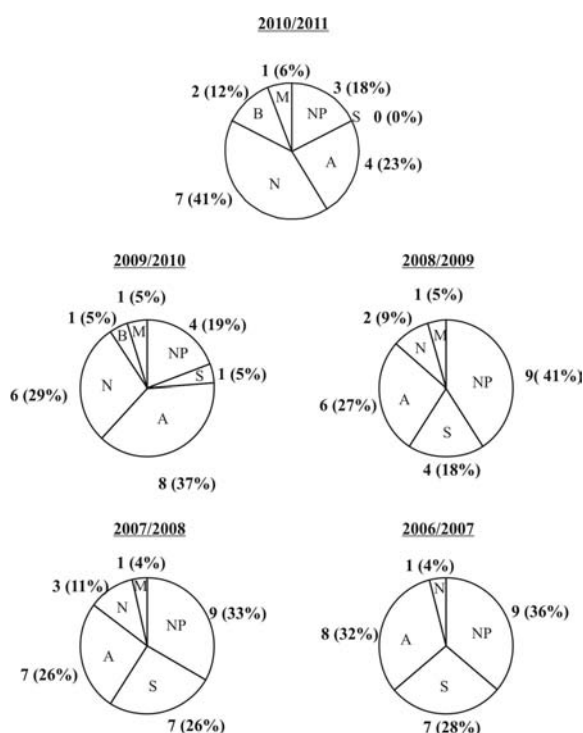 2010/2011
1 (6%)
2 (12%)
3 (18%)
M
B
NP
S
0 (0%)
A
4 (23%)
N
7 (41%)
2009/2010
1 (5%)
1 (5%)
4 (19%)
B
M
NP
S
1 (5%)
N
6 (29%)
A
8 (37%)
2008/2009
1 (5%)
2 (9%)
N
M
NP
9( 41%)
A
6 (27%)
S
4 (18%)
2007/2008
1 (4%)
3 (11%)
M
N
NP
9 (33%)
A
7 (26%)
S
7 (26%)
2006/2007
1 (4%)
N
NP
9 (36%)
A
8 (32%)
S
7 (28%)